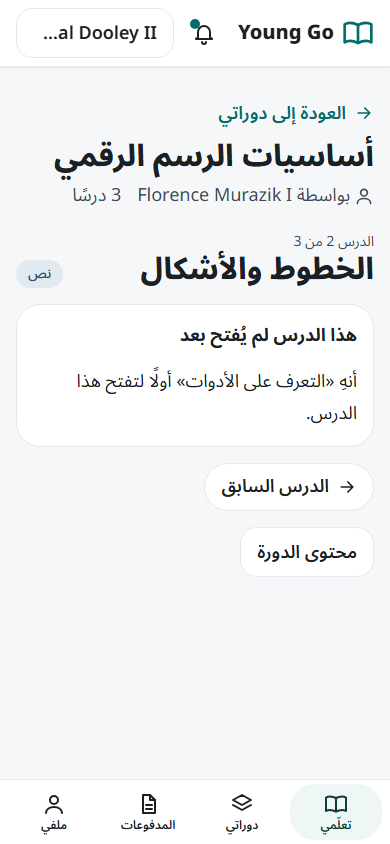 Young Go
...al Dooley II
العودة إلى دوراتي
أساسيات الرسم الرقمي
بواسطة Florence Murazik I 3 درسًا
الدرس 2 من 3
الخطوط والأشكال
نص
هذا الدرس لم يُفتح بعد
أنهِ «التعرف على الأدوات» أولًا لتفتح هذا
الدرس.
الدرس السابق
محتوى الدورة
تعلّمي
دوراتي
المدفوعات
ملفي